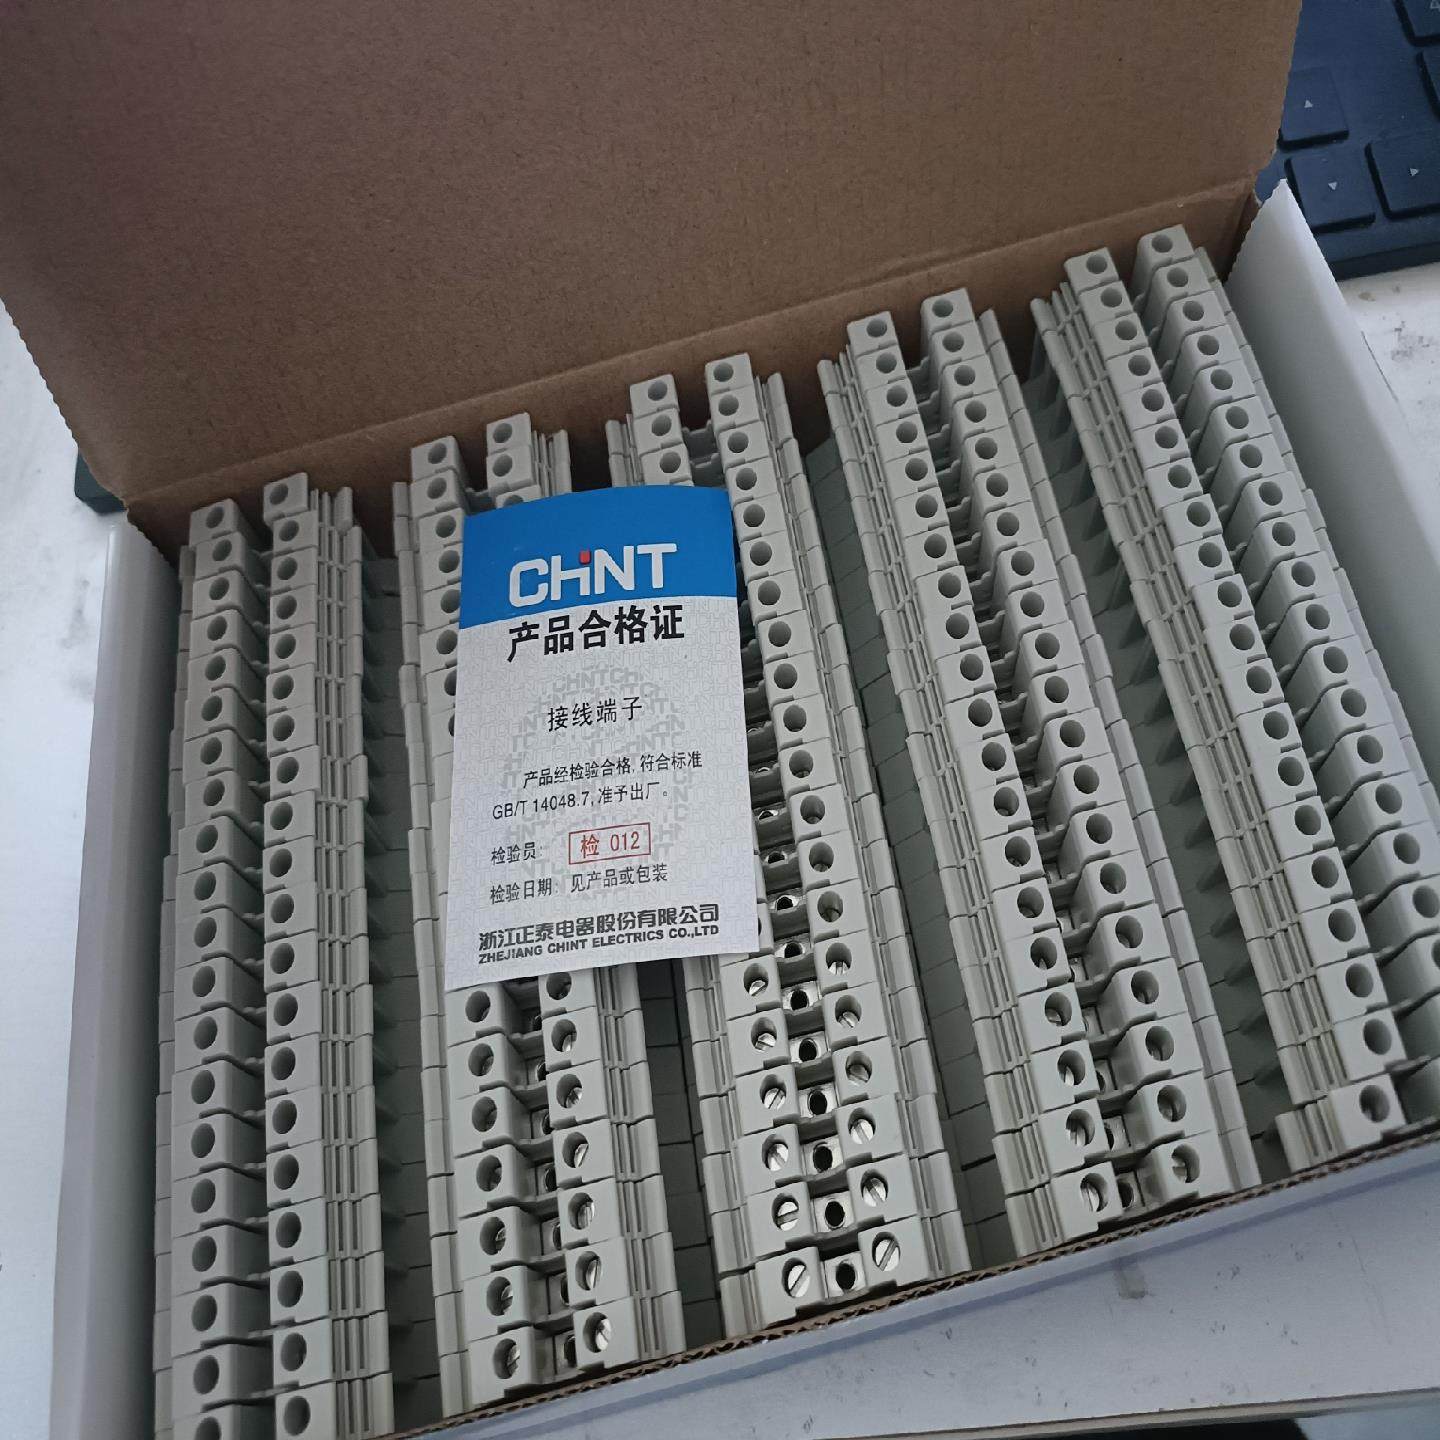 CHNT
产品合格证
接线端子
产品经检验合格, 符合标准
GB/T 14048.7, 准予出厂。
检验员: 检 012
检验日期: 见产品或包装
浙江正泰电器股份有限公司
ZHEJIANG CHINT ELECTRICS CO.,LTD